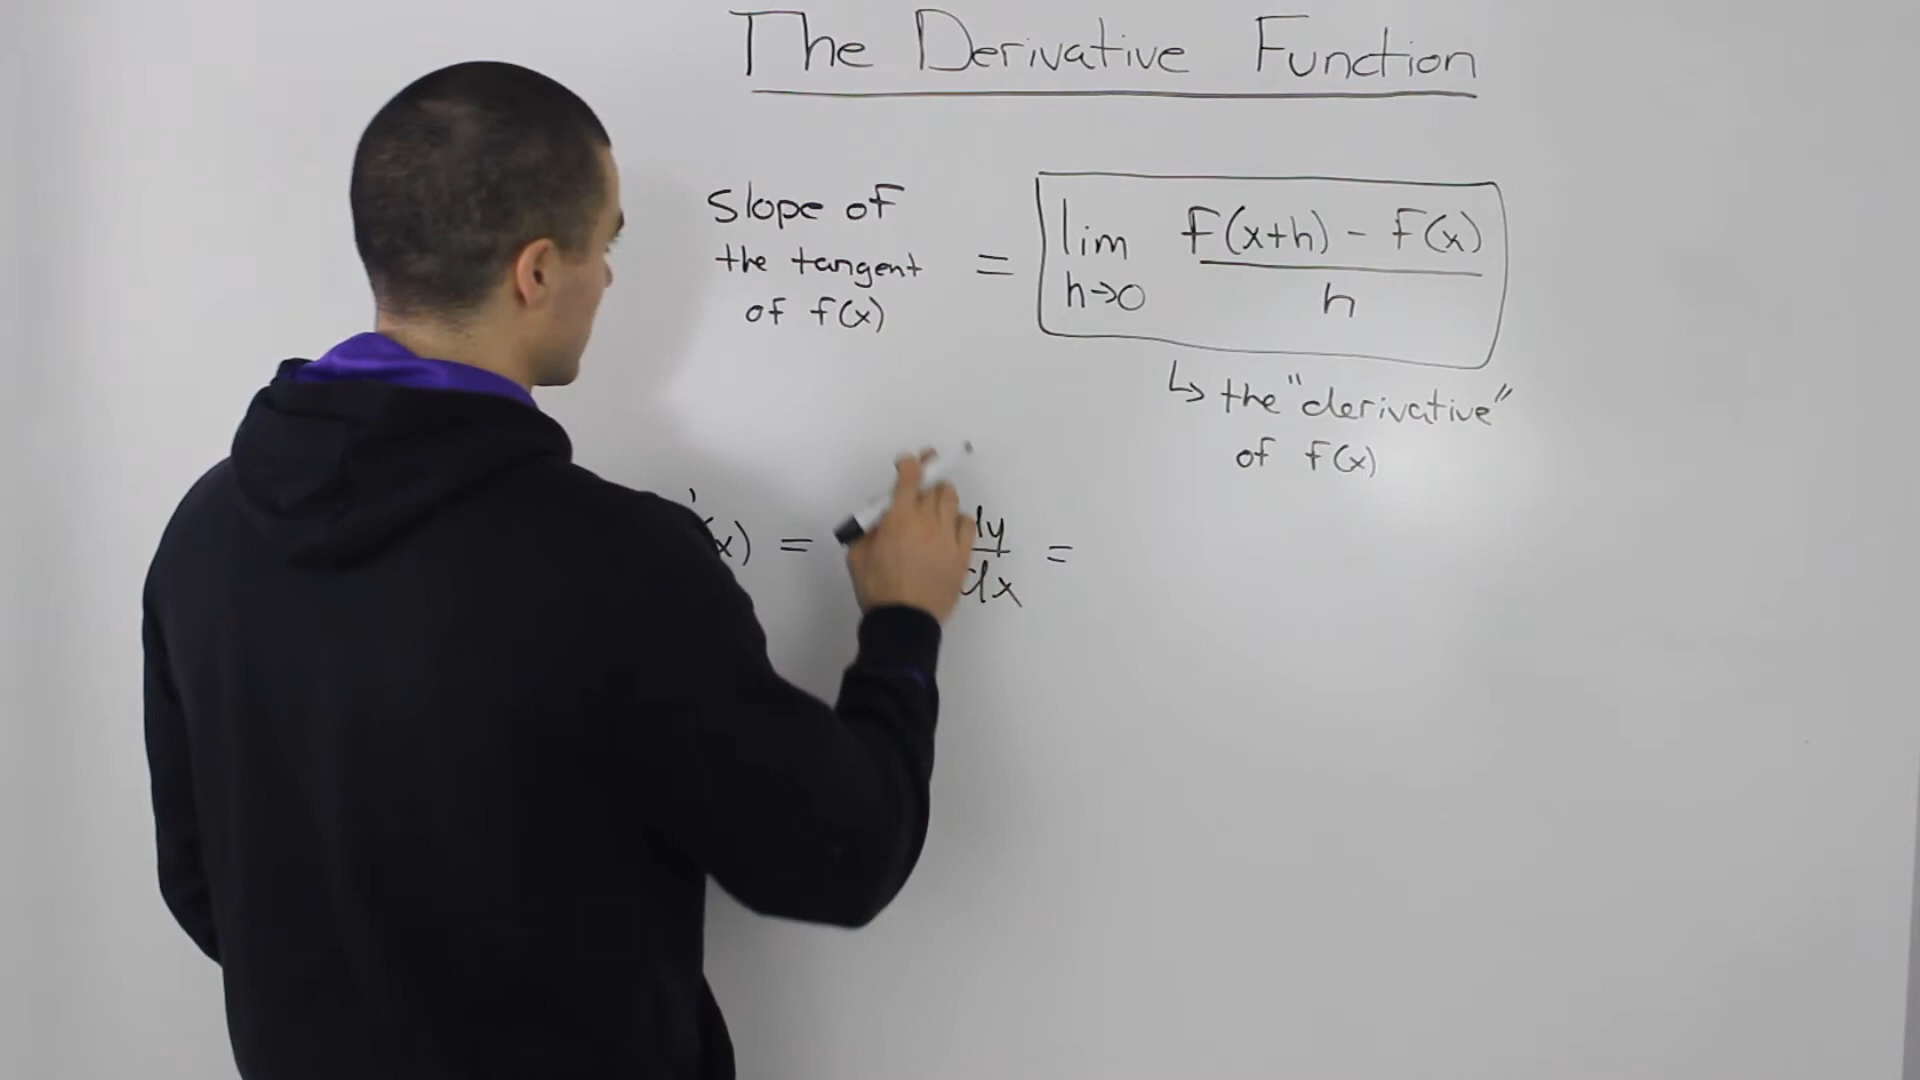 The Derivative Function
slope of
the tangent
of f(x)
=
lim
h→0
F(x+h) - F(x)
h
↳ the "derivative"
of f(x)
'(x) = dy
dx =